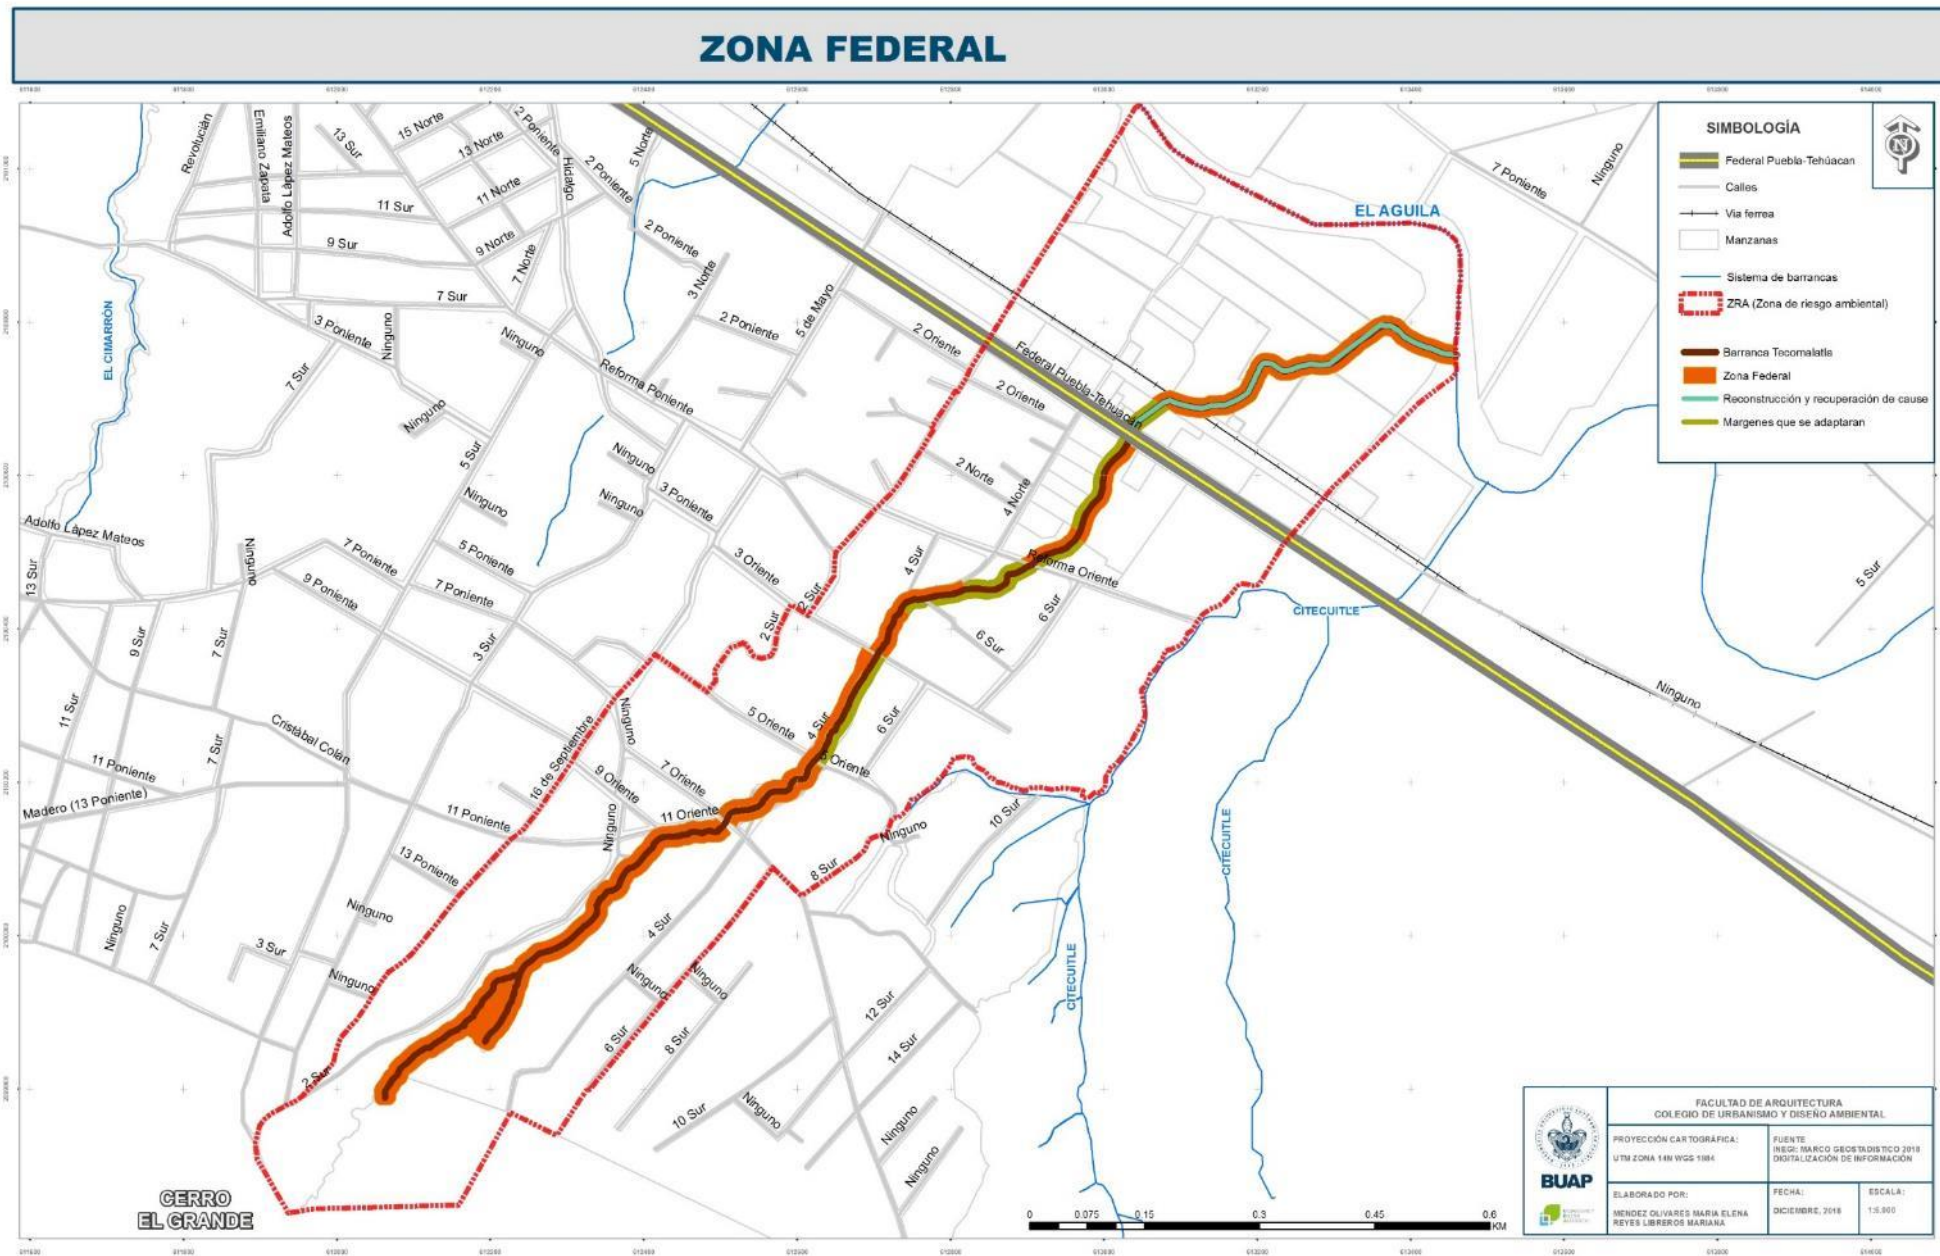 ZONA FEDERAL
SIMBOLOGÍA
Federal Puebla-Tehúacan
Calles
Via ferrea
Manzanas
Sistema de barrancas
ZRA (Zona de riesgo ambiental)
Barranca Tecomalatla
Zona Federal
Reconstrucción y recuperación de cause
Margenes que se adaptaran
N
Revoluciàn
Emiliano Zapata
Adolfo Làpez Mateos
13 Sur
15 Norte
13 Norte
2 Poniente
5 Norte
Hidalgo
2 Poniente
11 Norte
11 Sur
9 Sur
9 Norte
7 Norte
2 Poniente
3 Norte
7 Sur
EL CIMARRÓN
3 Poniente
Ninguno
Ninguno
2 Poniente
5 de Mayo
2 Oriente
Federal Puebla-Tehuacan
EL AGUILA
7 Poniente
Ninguno
7 Sur
Reforma Poniente
2 Oriente
Ninguno
5 Sur
Ninguno
3 Poniente
Ninguno
Ninguno
2 Norte
4 Norte
Adolfo Làpez Mateos
13 Sur
Ninguno
7 Poniente
5 Poniente
9 Poniente
7 Poniente
3 Oriente
2 Sur
2 Sur
4 Sur
Reforma Oriente
6 Sur
6 Sur
CITECUITLE
5 Sur
9 Sur
7 Sur
3 Sur
11 Sur
Cristàbal Colàn
Ninguno
5 Oriente
4 Sur
6 Sur
Ninguno
7 Sur
11 Poniente
16 de Septiembre
7 Oriente
9 Oriente
5 Oriente
Madero (13 Poniente)
11 Poniente
11 Oriente
Ninguno
10 Sur
Ninguno
CITECUITLE
13 Poniente
8 Sur
Ninguno
Ninguno
7 Sur
3 Sur
4 Sur
Ninguno
Ninguno
Ninguno
12 Sur
CITECUITLE
6 Sur
8 Sur
14 Sur
2 Sur
10 Sur
Ninguno
Ninguno
Ninguno
CERRO
EL GRANDE
0 0.075 0.15 0.3 0.45 0.6
KM
BUAP
FACULTAD DE ARQUITECTURA
COLEGIO DE URBANISMO Y DISEÑO AMBIENTAL
PROYECCIÓN CARTOGRÁFICA:
UTM ZONA 14N WGS 1984
FUENTE
INEGI: MARCO GEOSTADISTICO 2018
DIGITALIZACIÓN DE INFORMACIÓN
ELABORADO POR:
MENDEZ OLIVARES MARIA ELENA
REYES LIBREROS MARIANA
FECHA:
DICIEMBRE, 2018
ESCALA:
1:5,000